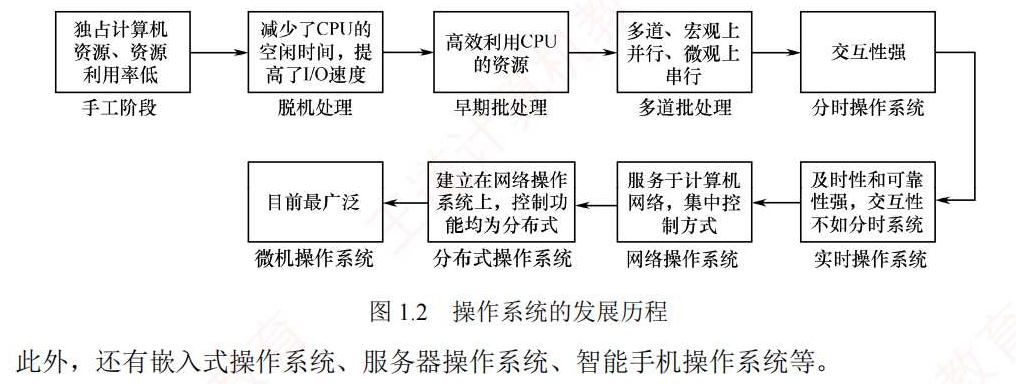 独占计算机
资源、资源
利用率低
手工阶段
减少了CPU的
空闲时间，提
高了I/O速度
脱机处理
高效利用CPU
的资源
早期批处理
多道、宏观上
并行、微观上
串行
多道批处理
交互性强
分时操作系统
及时性和可靠
性强，交互性
不如分时系统
实时操作系统
服务于计算机
网络，集中控
制方式
网络操作系统
建立在网络操作
系统上，控制功
能均为分布式
分布式操作系统
目前最广泛
微机操作系统
图 1.2 操作系统的发展历程
此外，还有嵌入式操作系统、服务器操作系统、智能手机操作系统等。